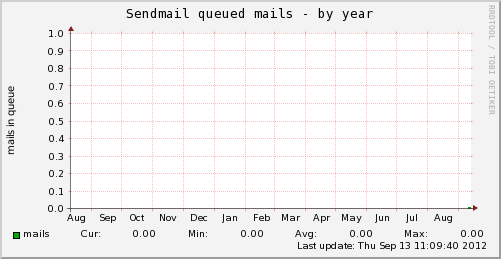 Sendmail queued mails - by year
RRDTOOL / TOBI OETIKER
mails in queue
1.0
0.9
0.8
0.7
0.6
0.5
0.4
0.3
0.2
0.1
0.0
Aug Sep Oct Nov Dec Jan Feb Mar Apr May Jun Jul Aug
mails Cur: 0.00 Min: 0.00 Avg: 0.00 Max: 0.00
Last update: Thu Sep 13 11:09:40 2012